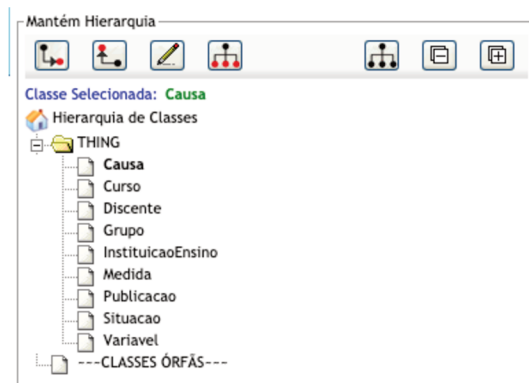 Mantém Hierarquia
Classe Selecionada: Causa
Hierarquia de Classes
THING
Causa
Curso
Discente
Grupo
InstituicaoEnsino
Medida
Publicacao
Situacao
Variavel
---CLASSES ÓRFÃS---